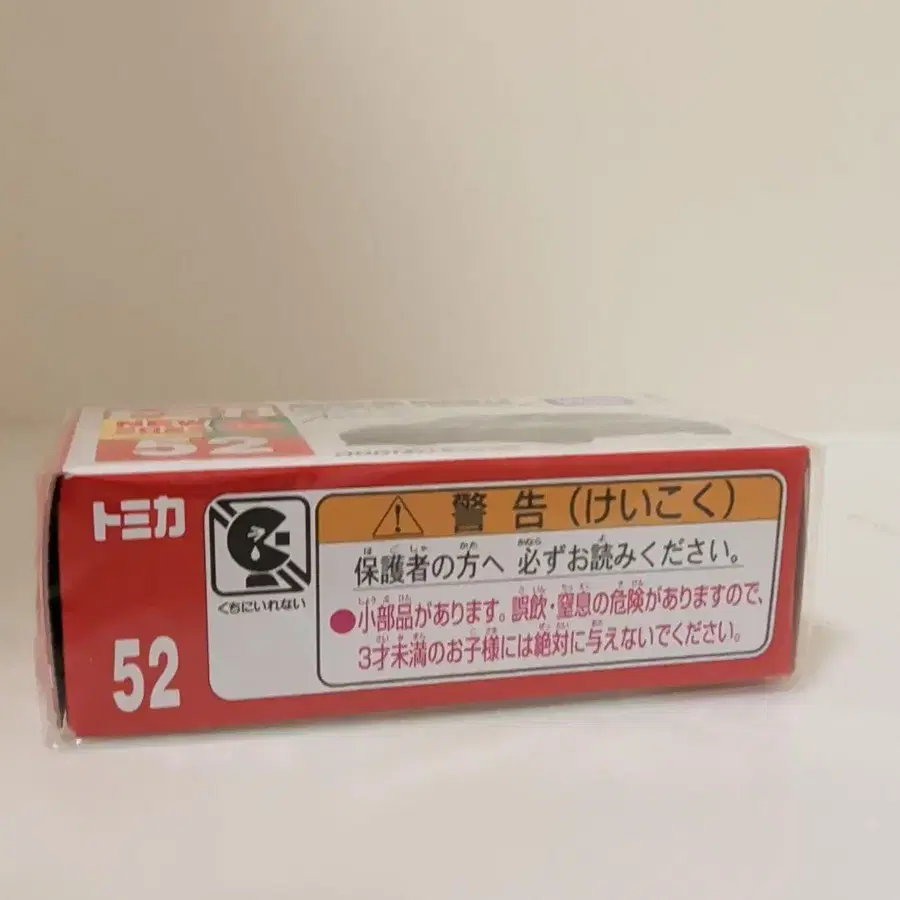 52
トミカ
52
くちにいれない
警告(けいこく)
保護者の方へ 必ずお読みください。
●小部品があります。誤飲・窒息の危険がありますので、
3才未満のお子様には絶対に与えないでください。